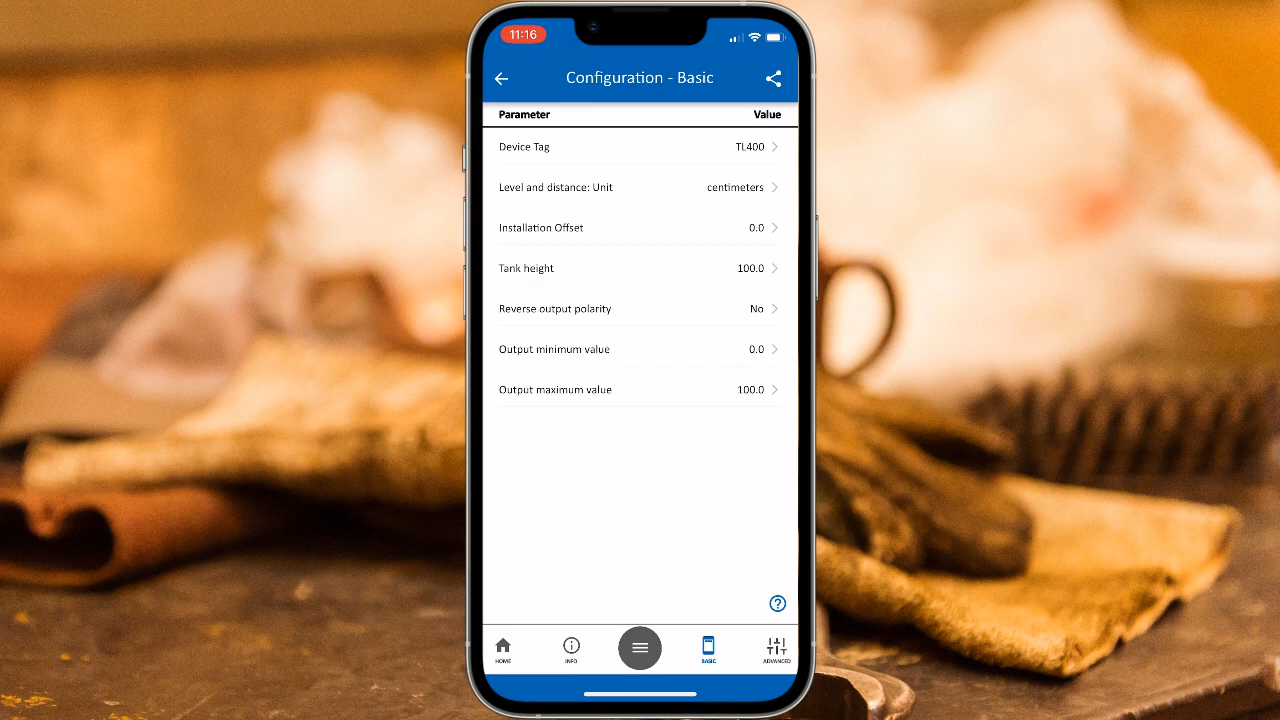 11:16
Configuration - Basic
Parameter Value
Device Tag TL400
Level and distance: Unit centimeters
Installation Offset 0.0
Tank height 100.0
Reverse output polarity No
Output minimum value 0.0
Output maximum value 100.0
HOME INFO BASIC ADVANCED